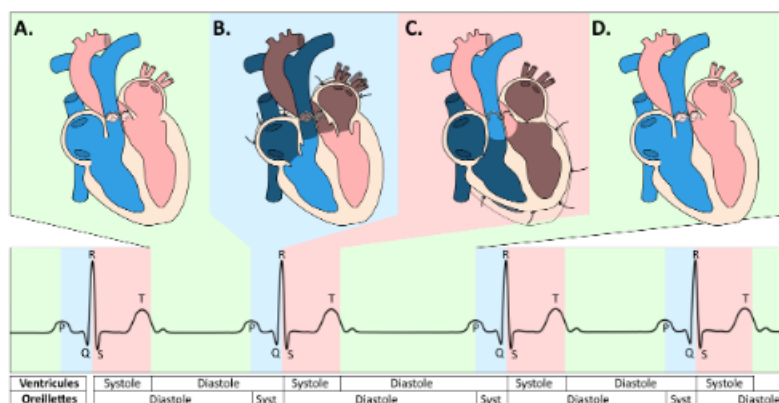 A. B. C. D.
R R R R
P T P T P T P T
Q S Q S Q S Q S
Ventricules Systole Diastole Systole Diastole Systole Diastole Systole
Oreillettes Diastole Syst Diastole Syst Diastole Syst Diastole